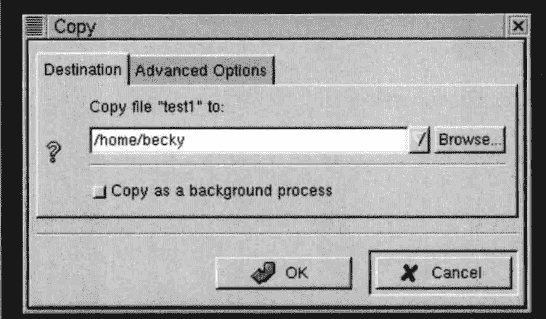 Copy
Destination
Advanced Options
Copy file "test1" to:
/home/becky
Browse...
Copy as a background process
OK
Cancel